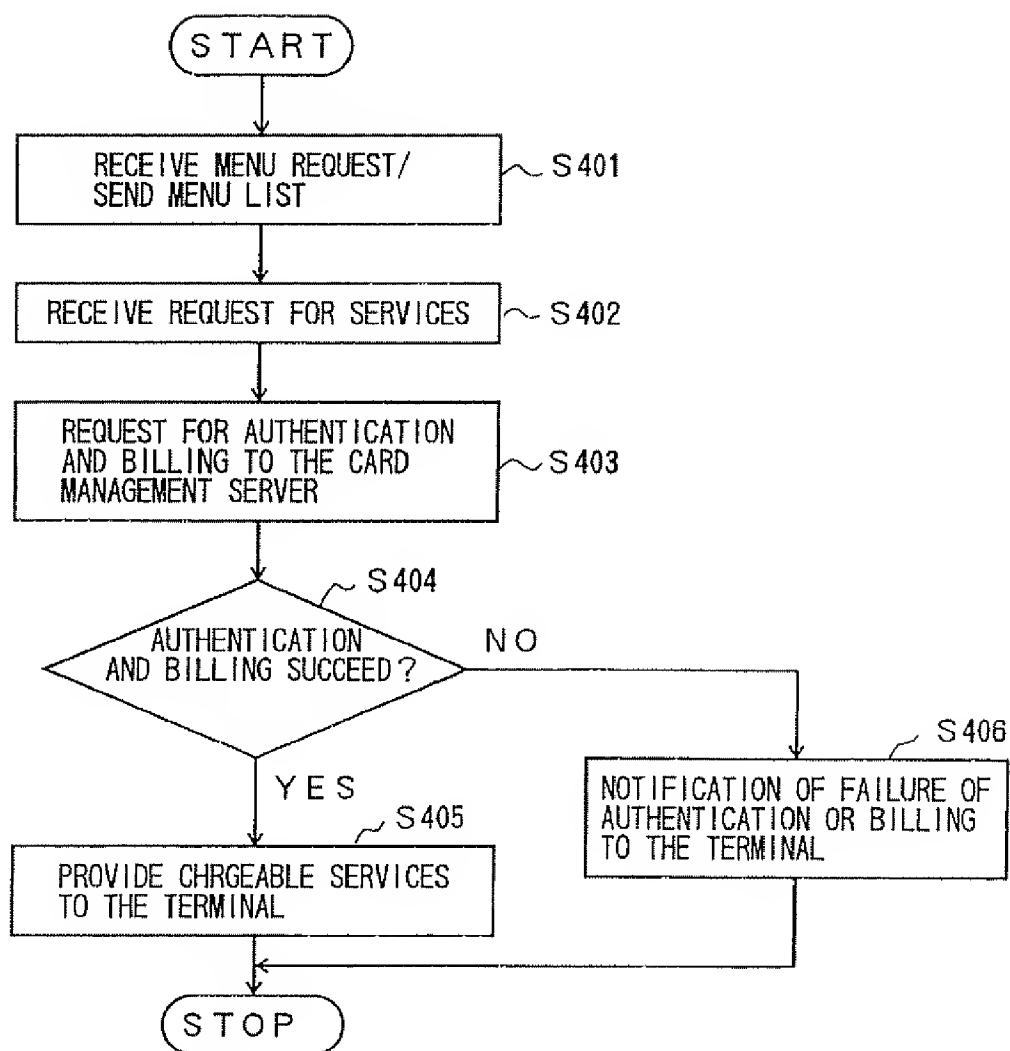 START
RECEIVE MENU REQUEST/
SEND MENU LIST
S401
RECEIVE REQUEST FOR SERVICES
S402
REQUEST FOR AUTHENTICATION
AND BILLING TO THE CARD
MANAGEMENT SERVER
S403
S404
AUTHENTICATION
AND BILLING SUCCEED?
NO
YES
S405
PROVIDE CHRGEABLE SERVICES
TO THE TERMINAL
S406
NOTIFICATION OF FAILURE OF
AUTHENTICATION OR BILLING
TO THE TERMINAL
STOP